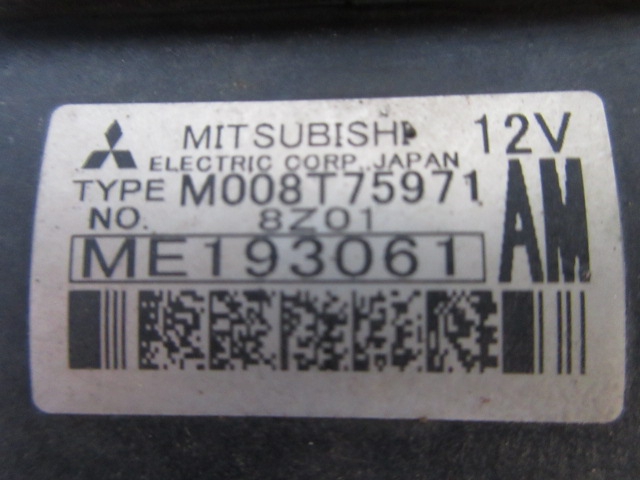 MITSUBISHI 12V
ELECTRIC CORP. JAPAN
TYPE M008T75971 AM
NO. 8Z01
ME193061